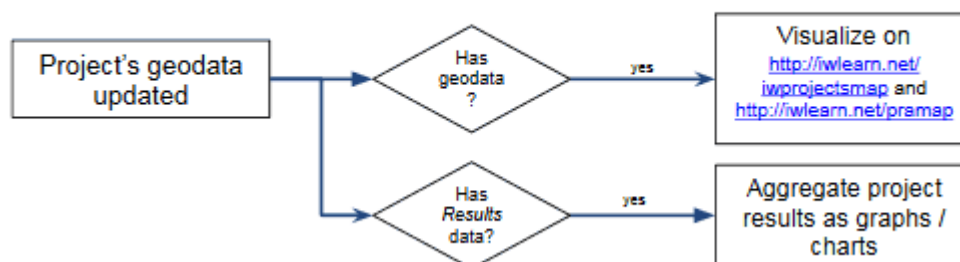 Project's geodata
updated
Has
geodata
?
yes
Visualize on
http://iwlearn.net/
iwprojectsmap and
http://iwlearn.net/pramap
Has
Results
data?
yes
Aggregate project
results as graphs /
charts